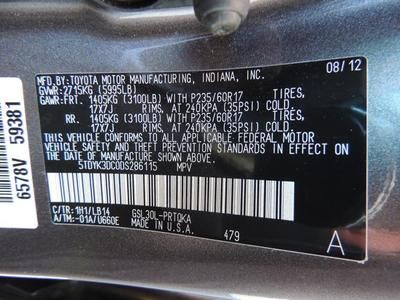 08/12
MFD. BY: TOYOTA MOTOR MANUFACTURING, INDIANA, INC.
GVWR: 2715KG (5995LB)
GAWR: FRT. 1405KG (3100LB) WITH P235/60R17 TIRES,
17X7J RIMS, AT 240KPA (35PSI) COLD.
RR. 1405KG (3100LB) WITH P235/60R17 TIRES,
17X7J RIMS, AT 240KPA (35PSI) COLD.
THIS VEHICLE CONFORMS TO ALL APPLICABLE FEDERAL MOTOR
VEHICLE SAFETY AND THEFT PREVENTION STANDARDS IN EFFECT
ON THE DATE OF MANUFACTURE SHOWN ABOVE.
5TDYK3DC0DS286115 MPV
C/TR: 1H1/LB14 GSL30L-PRTQKA
A/TM: -01A/U660E MADE IN U.S.A.
479
A
6578V 59381